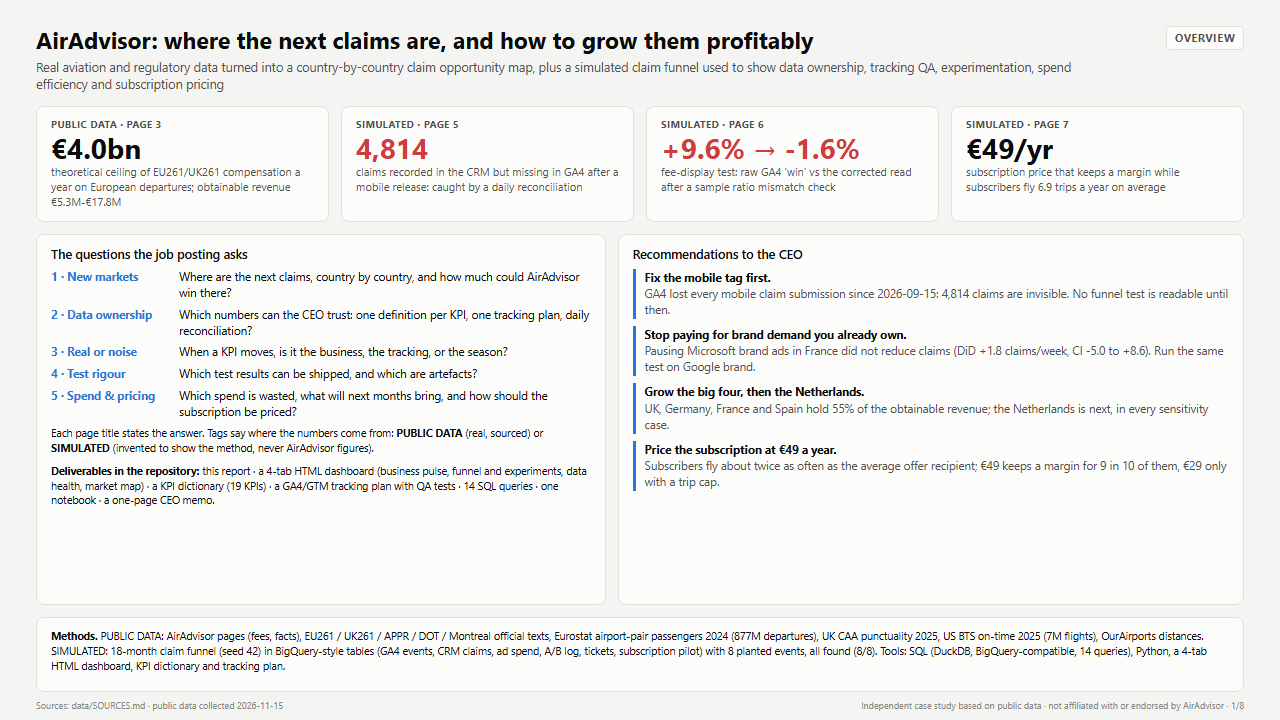 AirAdvisor: where the next claims are, and how to grow them profitably
OVERVIEW
Real aviation and regulatory data turned into a country-by-country claim opportunity map, plus a simulated claim funnel used to show data ownership, tracking QA, experimentation, spend
efficiency and subscription pricing
PUBLIC DATA · PAGE 3
€4.0bn
theoretical ceiling of EU261/UK261 compensation a
year on European departures; obtainable revenue
€5.3M-€17.8M
SIMULATED · PAGE 5
4,814
claims recorded in the CRM but missing in GA4 after a
mobile release: caught by a daily reconciliation
SIMULATED · PAGE 6
+9.6% → -1.6%
fee-display test: raw GA4 'win' vs the corrected read
after a sample ratio mismatch check
SIMULATED · PAGE 7
€49/yr
subscription price that keeps a margin while
subscribers fly 6.9 trips a year on average
The questions the job posting asks
1 · New markets
Where are the next claims, country by country, and how much could AirAdvisor
win there?
2 · Data ownership
Which numbers can the CEO trust: one definition per KPI, one tracking plan, daily
reconciliation?
3 · Real or noise
When a KPI moves, is it the business, the tracking, or the season?
4 · Test rigour
Which test results can be shipped, and which are artefacts?
5 · Spend & pricing
Which spend is wasted, what will next months bring, and how should the
subscription be priced?
Each page title states the answer. Tags say where the numbers come from: PUBLIC DATA (real, sourced) or
SIMULATED (invented to show the method, never AirAdvisor figures).
Deliverables in the repository: this report · a 4-tab HTML dashboard (business pulse, funnel and experiments, data
health, market map) · a KPI dictionary (19 KPIs) · a GA4/GTM tracking plan with QA tests · 14 SQL queries · one
notebook · a one-page CEO memo.
Recommendations to the CEO
Fix the mobile tag first.
GA4 lost every mobile claim submission since 2026-09-15: 4,814 claims are invisible. No funnel test is readable until
then.
Stop paying for brand demand you already own.
Pausing Microsoft brand ads in France did not reduce claims (DiD +1.8 claims/week, CI -5.0 to +8.6). Run the same
test on Google brand.
Grow the big four, then the Netherlands.
UK, Germany, France and Spain hold 55% of the obtainable revenue; the Netherlands is next, in every sensitivity
case.
Price the subscription at €49 a year.
Subscribers fly about twice as often as the average offer recipient; €49 keeps a margin for 9 in 10 of them, €29 only
with a trip cap.
Methods. PUBLIC DATA: AirAdvisor pages (fees, facts), EU261 / UK261 / APPR / DOT / Montreal official texts, Eurostat airport-pair passengers 2024 (877M departures), UK CAA punctuality 2025, US BTS on-time 2025 (7M flights), OurAirports distances.
SIMULATED: 18-month claim funnel (seed 42) in BigQuery-style tables (GA4 events, CRM claims, ad spend, A/B log, tickets, subscription pilot) with 8 planted events, all found (8/8). Tools: SQL (DuckDB, BigQuery-compatible, 14 queries), Python, a 4-tab
HTML dashboard, KPI dictionary and tracking plan.
Sources: data/SOURCES.md · public data collected 2026-11-15
Independent case study based on public data · not affiliated with or endorsed by AirAdvisor · 1/8